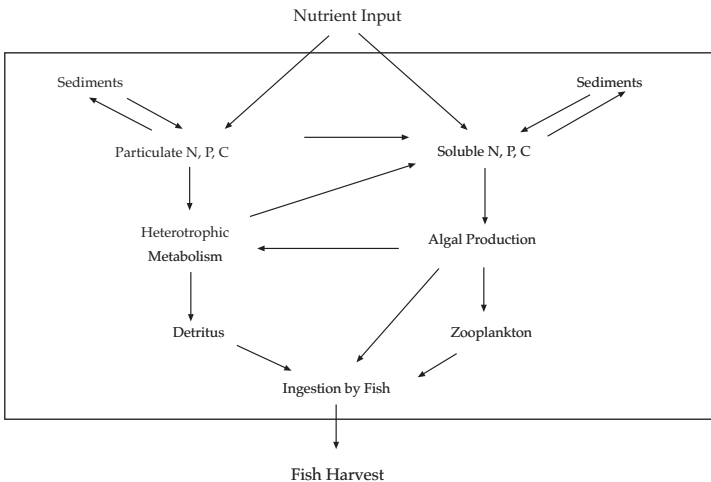 Nutrient Input
Sediments
Sediments
Particulate N, P, C
Soluble N, P, C
Heterotrophic
Metabolism
Algal Production
Detritus
Zooplankton
Ingestion by Fish
Fish Harvest